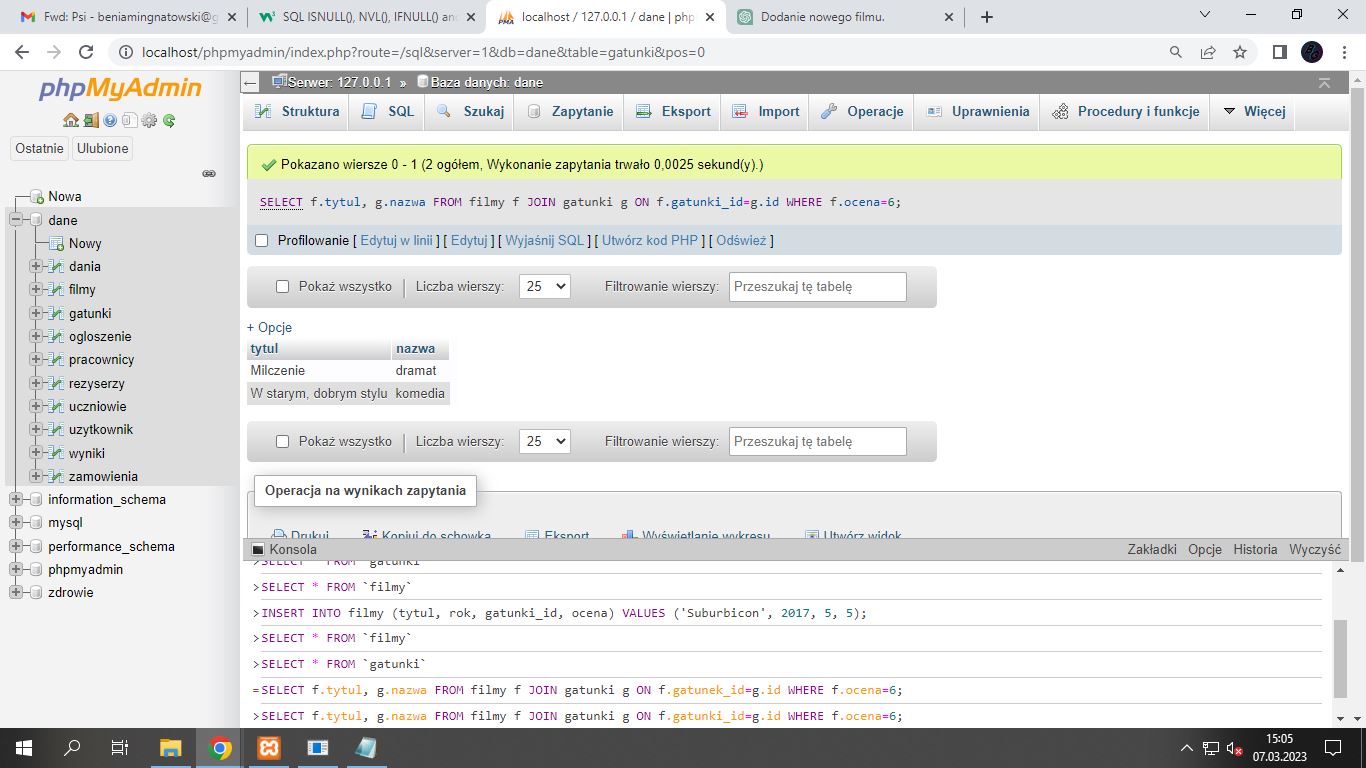 Fwd: Psi - beniamingnatowski@g
SQL ISNULL(), NVL(), IFNULL() and
localhost / 127.0.0.1 / dane | php
Dodanie nowego filmu.
localhost/phpmyadmin/index.php?route=/sql&server=1&db=dane&table=gatunki&pos=0
phpMyAdmin
Ostatnie
Ulubione
Nowa
dane
Nowy
dania
filmy
gatunki
ogloszenie
pracownicy
rezyserzy
uczniowie
uzytkownik
wyniki
zamowienia
information_schema
mysql
performance_schema
phpmyadmin
zdrowie
Serwer: 127.0.0.1 » Baza danych: dane
Struktura SQL Szukaj Zapytanie Eksport Import Operacje Uprawnienia Procedury i funkcje Więcej
Pokazano wiersze 0 - 1 (2 ogółem, Wykonanie zapytania trwało 0,0025 sekund(y).)
SELECT f.tytul, g.nazwa FROM filmy f JOIN gatunki g ON f.gatunki_id=g.id WHERE f.ocena=6;
Profilowanie [ Edytuj w linii ] [ Edytuj ] [ Wyjaśnij SQL ] [ Utwórz kod PHP ] [ Odśwież ]
Pokaż wszystko | Liczba wierszy: 25 Filtrowanie wierszy: Przeszukaj tę tabelę
+ Opcje
tytul nazwa
Milczenie dramat
W starym, dobrym stylu komedia
Pokaż wszystko | Liczba wierszy: 25 Filtrowanie wierszy: Przeszukaj tę tabelę
Operacja na wynikach zapytania
Drukuj Kopiuj do schowka Eksport Wyświetlanie wykresu Utwórz widok
Konsola Zakładki Opcje Historia Wyczyść
>SELECT * FROM `gatunki`
>SELECT * FROM `filmy`
>INSERT INTO filmy (tytul, rok, gatunki_id, ocena) VALUES ('Suburbicon', 2017, 5, 5);
>SELECT * FROM `filmy`
>SELECT * FROM `gatunki`
=SELECT f.tytul, g.nazwa FROM filmy f JOIN gatunki g ON f.gatunek_id=g.id WHERE f.ocena=6;
>SELECT f.tytul, g.nazwa FROM filmy f JOIN gatunki g ON f.gatunki_id=g.id WHERE f.ocena=6;
15:05
07.03.2023